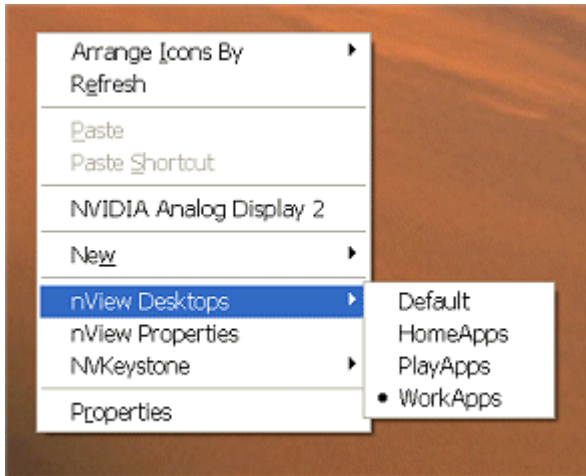 Arrange Icons By
Refresh
Paste
Paste Shortcut
NVIDIA Analog Display 2
New
nView Desktops
nView Properties
NVKeystone
Properties
Default
HomeApps
PlayApps
WorkApps